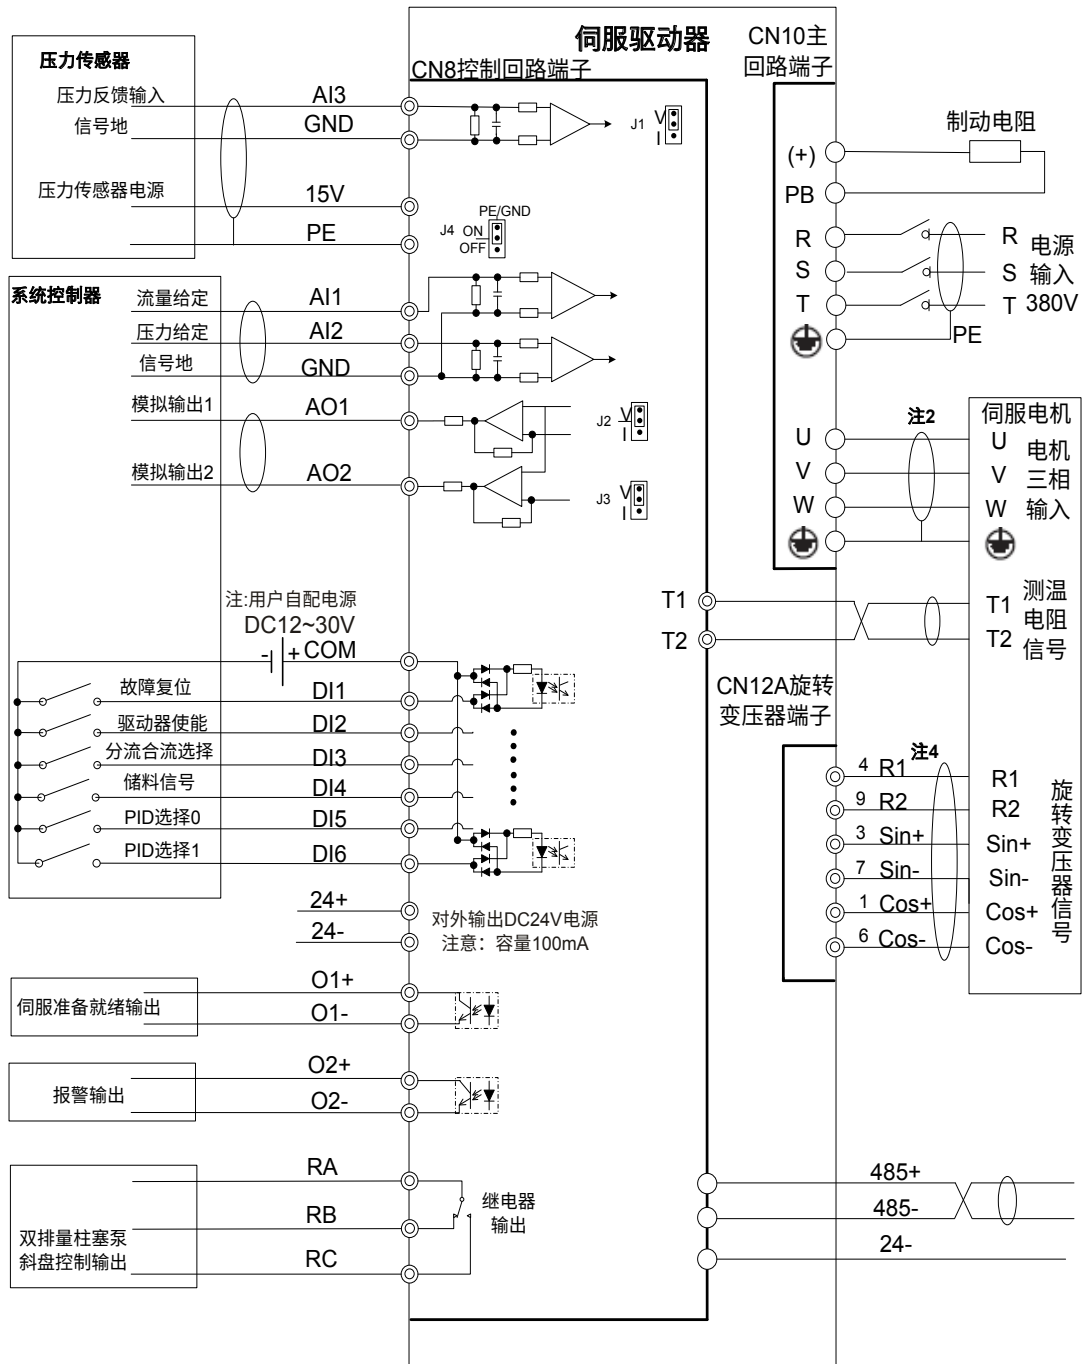 伺服驱动器
CN10主
回路端子
CN8控制回路端子
压力传感器
压力反馈输入
AI3
信号地
GND
压力传感器电源
15V
PE
J1
V
I
PE/GND
J4
ON
OFF
系统控制器
流量给定
AI1
压力给定
AI2
信号地
GND
模拟输出1
AO1
模拟输出2
AO2
J2
V
I
J3
V
I
注:用户自配电源
DC12~30V
-
+
COM
故障复位
DI1
驱动器使能
DI2
分流合流选择
DI3
储料信号
DI4
PID选择0
DI5
PID选择1
DI6
24+
24-
对外输出DC24V电源
注意：容量100mA
伺服准备就绪输出
O1+
O1-
报警输出
O2+
O2-
双排量柱塞泵
斜盘控制输出
RA
RB
RC
继电器
输出
(+)
PB
制动电阻
R
S
T
R
S
T
电源
输入
380V
PE
U
V
W
注2
伺服电机
U
V
W
电机
三相
输入
T1
T2
T1
T2
测温
电阻
信号
CN12A旋转
变压器端子
注4
4 R1
R1
9 R2
R2
3 Sin+
Sin+
7 Sin-
Sin-
1 Cos+
Cos+
6 Cos-
Cos-
旋转变压器信号
485+
485-
24-